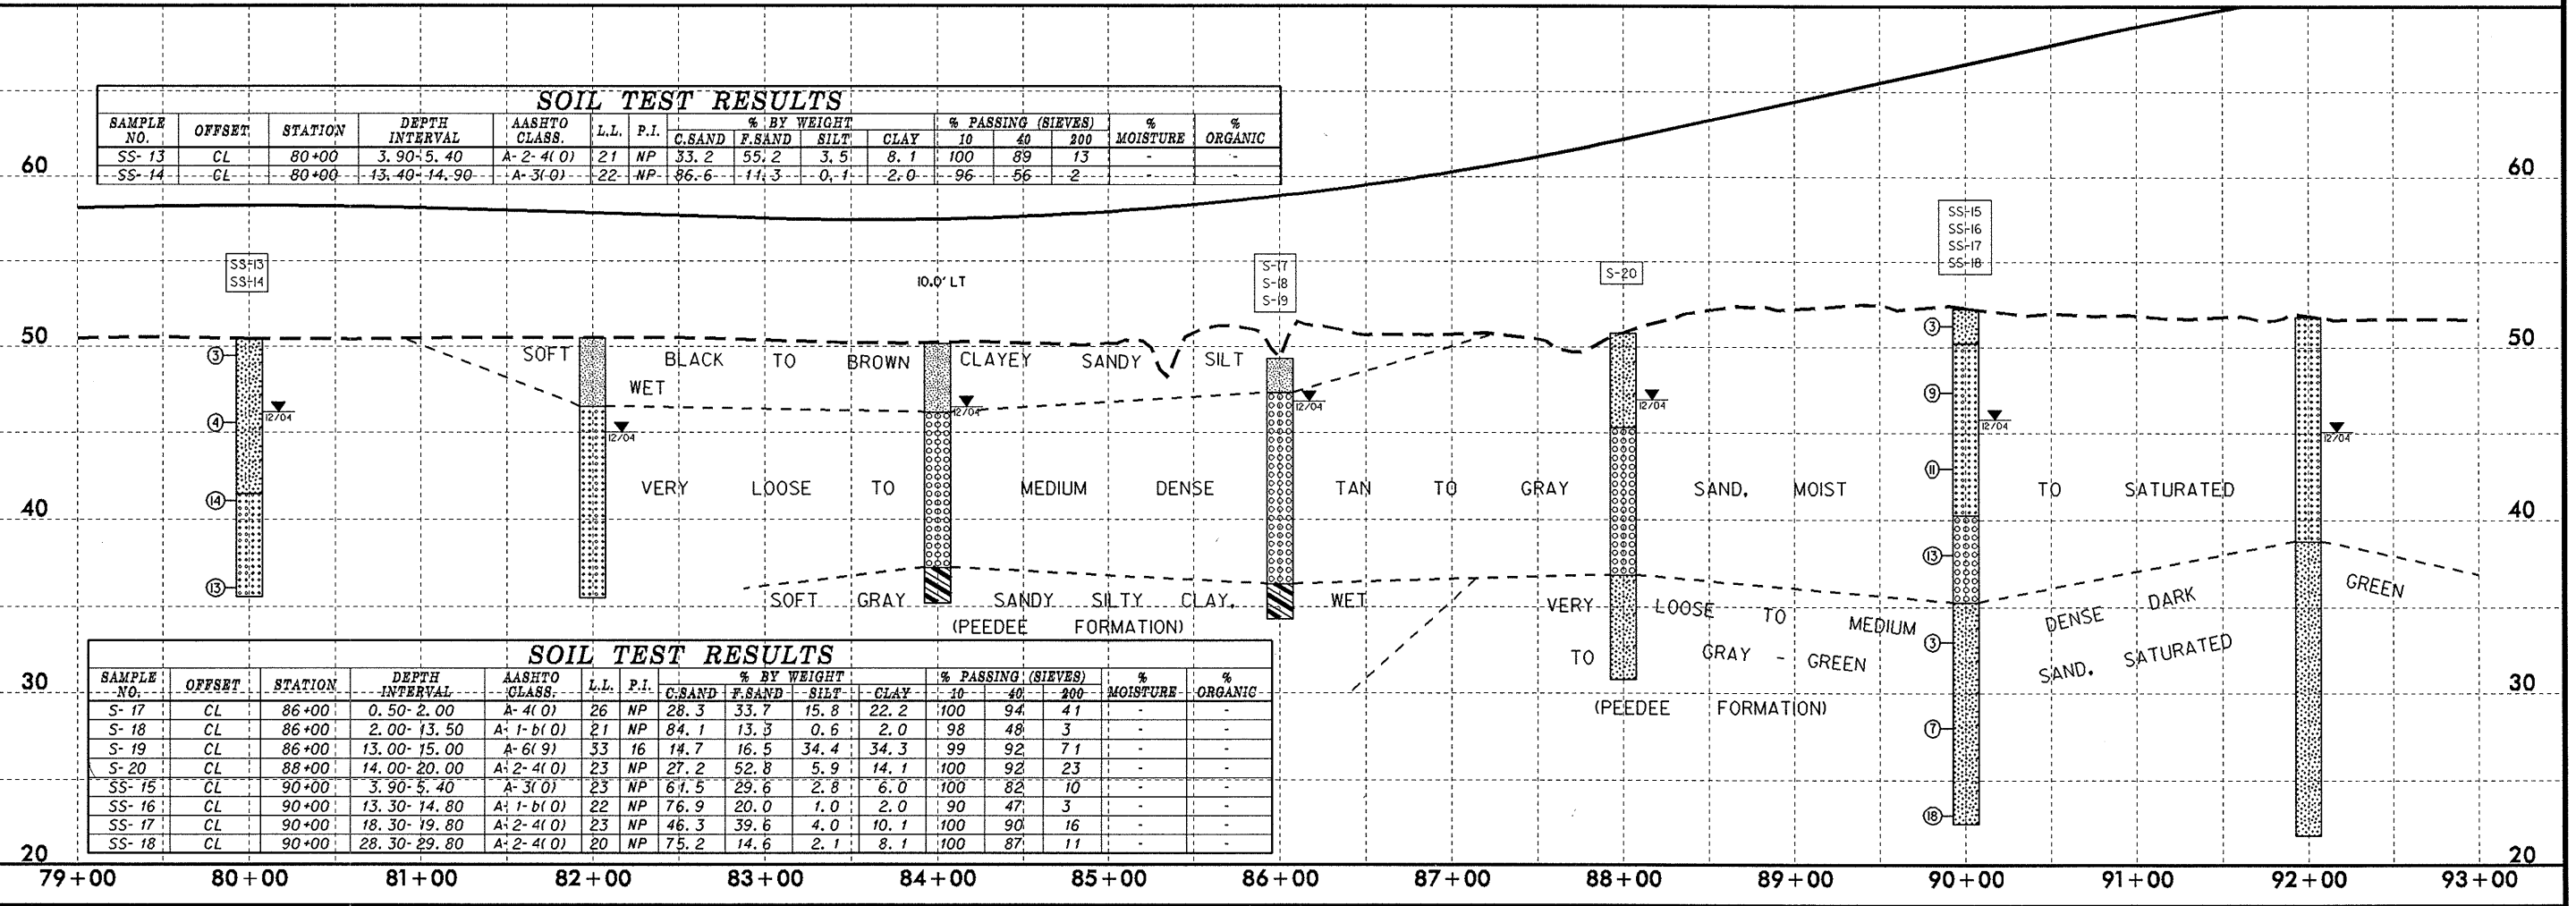 SOIL TEST RESULTS
SAMPLE NO. OFFSET STATION DEPTH INTERVAL AASHTO CLASS. L.L. P.I. % BY WEIGHT % PASSING (SIEVES) % MOISTURE % ORGANIC
C.SAND F.SAND SILT CLAY 10 40 200
SS-13 CL 80+00 3.90-5.40 A-2-4(0) 21 NP 33.2 55.2 3.5 8.1 100 89 13 - -
SS-14 CL 80+00 13.40-14.90 A-3(0) 22 NP 86.6 11.3 0.1 2.0 96 56 2 - -
60 60
SS-15
SS-16
SS-17
SS-18
SS-13
SS-14
10.0' LT
S-17
S-18
S-19
S-20
50 50
3 3
SOFT BLACK TO BROWN CLAYEY SANDY SILT
WET
4 9
12/04 12/04 12/04 12/04 12/04 12/04 12/04
11
VERY LOOSE TO MEDIUM DENSE TAN TO GRAY SAND, MOIST TO SATURATED
14
40 40
13 13
SOFT GRAY SANDY SILTY CLAY, WET
(PEEDEE FORMATION)
VERY LOOSE TO MEDIUM DENSE DARK GREEN
3
TO GRAY - GREEN SAND, SATURATED
(PEEDEE FORMATION)
7
18
30 30
SOIL TEST RESULTS
SAMPLE NO. OFFSET STATION DEPTH INTERVAL AASHTO CLASS. L.L. P.I. % BY WEIGHT % PASSING (SIEVES) % MOISTURE % ORGANIC
C.SAND F.SAND SILT CLAY 10 40 200
S-17 CL 86+00 0.50-2.00 A-4(0) 26 NP 28.3 33.7 15.8 22.2 100 94 41 - -
S-18 CL 86+00 2.00-13.50 A-1-b(0) 21 NP 84.1 13.3 0.6 2.0 98 48 3 - -
S-19 CL 86+00 13.00-15.00 A-6(9) 33 16 14.7 16.5 34.4 34.3 99 92 71 - -
S-20 CL 88+00 14.00-20.00 A-2-4(0) 23 NP 27.2 52.8 5.9 14.1 100 92 23 - -
SS-15 CL 90+00 3.90-5.40 A-3(0) 23 NP 61.5 29.6 2.8 6.0 100 82 10 - -
SS-16 CL 90+00 13.30-14.80 A-1-b(0) 22 NP 76.9 20.0 1.0 2.0 90 47 3 - -
SS-17 CL 90+00 18.30-19.80 A-2-4(0) 23 NP 46.3 39.6 4.0 10.1 100 90 16 - -
SS-18 CL 90+00 28.30-29.80 A-2-4(0) 20 NP 75.2 14.6 2.1 8.1 100 87 11 - -
20 20
79+00 80+00 81+00 82+00 83+00 84+00 85+00 86+00 87+00 88+00 89+00 90+00 91+00 92+00 93+00